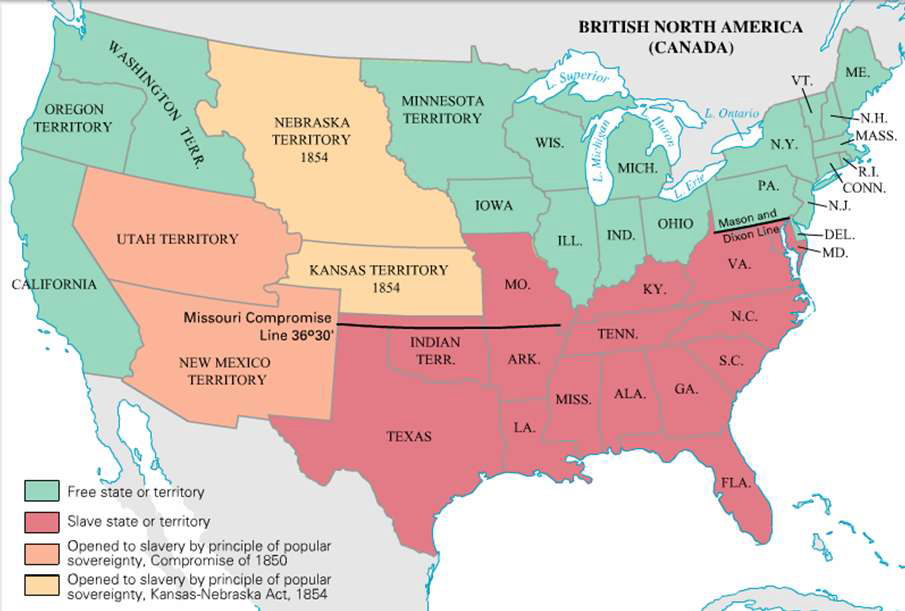 BRITISH NORTH AMERICA
(CANADA)
WASHINGTON TERR.
OREGON
TERRITORY
NEBRASKA
TERRITORY
1854
MINNESOTA
TERRITORY
L. Superior
L. Michigan
L.
Huron
L. Ontario
L. Erie
VT.
ME.
N.H.
MASS.
N.Y.
R.I.
CONN.
WIS.
MICH.
PA.
N.J.
IOWA
ILL.
IND.
OHIO
Mason and
Dixon Line
DEL.
MD.
UTAH TERRITORY
CALIFORNIA
KANSAS TERRITORY
1854
MO.
KY.
VA.
Missouri Compromise
Line 36º30'
NEW MEXICO
TERRITORY
INDIAN
TERR.
ARK.
TENN.
N.C.
S.C.
MISS.
ALA.
GA.
TEXAS
LA.
FLA.
Free state or territory
Slave state or territory
Opened to slavery by principle of popular
sovereignty, Compromise of 1850
Opened to slavery by principle of popular
sovereignty, Kansas-Nebraska Act, 1854